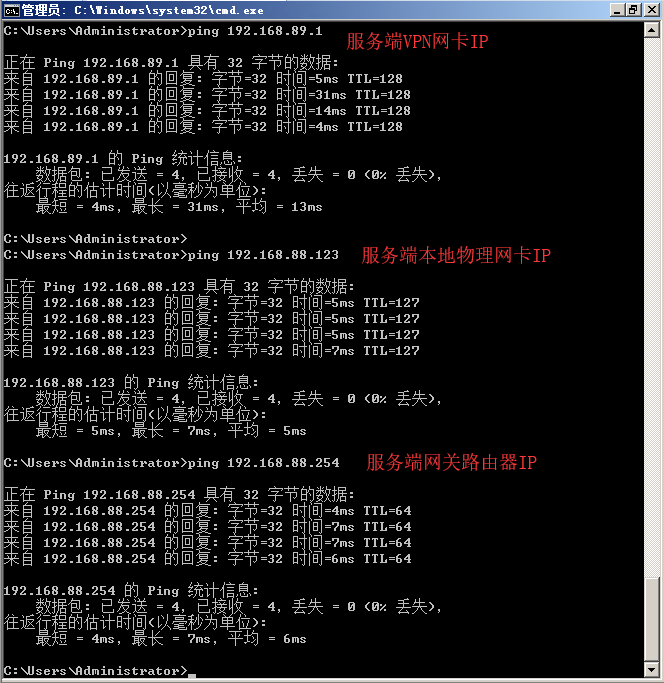 管理员: C:\Windows\system32\cmd.exe
C:\Users\Administrator>ping 192.168.89.1
服务端VPN网卡IP
正在 Ping 192.168.89.1 具有 32 字节的数据:
来自 192.168.89.1 的回复: 字节=32 时间=5ms TTL=128
来自 192.168.89.1 的回复: 字节=32 时间=31ms TTL=128
来自 192.168.89.1 的回复: 字节=32 时间=14ms TTL=128
来自 192.168.89.1 的回复: 字节=32 时间=4ms TTL=128
192.168.89.1 的 Ping 统计信息:
数据包: 已发送 = 4, 已接收 = 4, 丢失 = 0 (0% 丢失),
往返行程的估计时间(以毫秒为单位):
最短 = 4ms, 最长 = 31ms, 平均 = 13ms
C:\Users\Administrator>
C:\Users\Administrator>ping 192.168.88.123 服务端本地物理网卡IP
正在 Ping 192.168.88.123 具有 32 字节的数据:
来自 192.168.88.123 的回复: 字节=32 时间=5ms TTL=127
来自 192.168.88.123 的回复: 字节=32 时间=5ms TTL=127
来自 192.168.88.123 的回复: 字节=32 时间=5ms TTL=127
来自 192.168.88.123 的回复: 字节=32 时间=7ms TTL=127
192.168.88.123 的 Ping 统计信息:
数据包: 已发送 = 4, 已接收 = 4, 丢失 = 0 (0% 丢失),
往返行程的估计时间(以毫秒为单位):
最短 = 5ms, 最长 = 7ms, 平均 = 5ms
C:\Users\Administrator>ping 192.168.88.254 服务端网关路由器IP
正在 Ping 192.168.88.254 具有 32 字节的数据:
来自 192.168.88.254 的回复: 字节=32 时间=4ms TTL=64
来自 192.168.88.254 的回复: 字节=32 时间=7ms TTL=64
来自 192.168.88.254 的回复: 字节=32 时间=7ms TTL=64
来自 192.168.88.254 的回复: 字节=32 时间=6ms TTL=64
192.168.88.254 的 Ping 统计信息:
数据包: 已发送 = 4, 已接收 = 4, 丢失 = 0 (0% 丢失),
往返行程的估计时间(以毫秒为单位):
最短 = 4ms, 最长 = 7ms, 平均 = 6ms
C:\Users\Administrator>